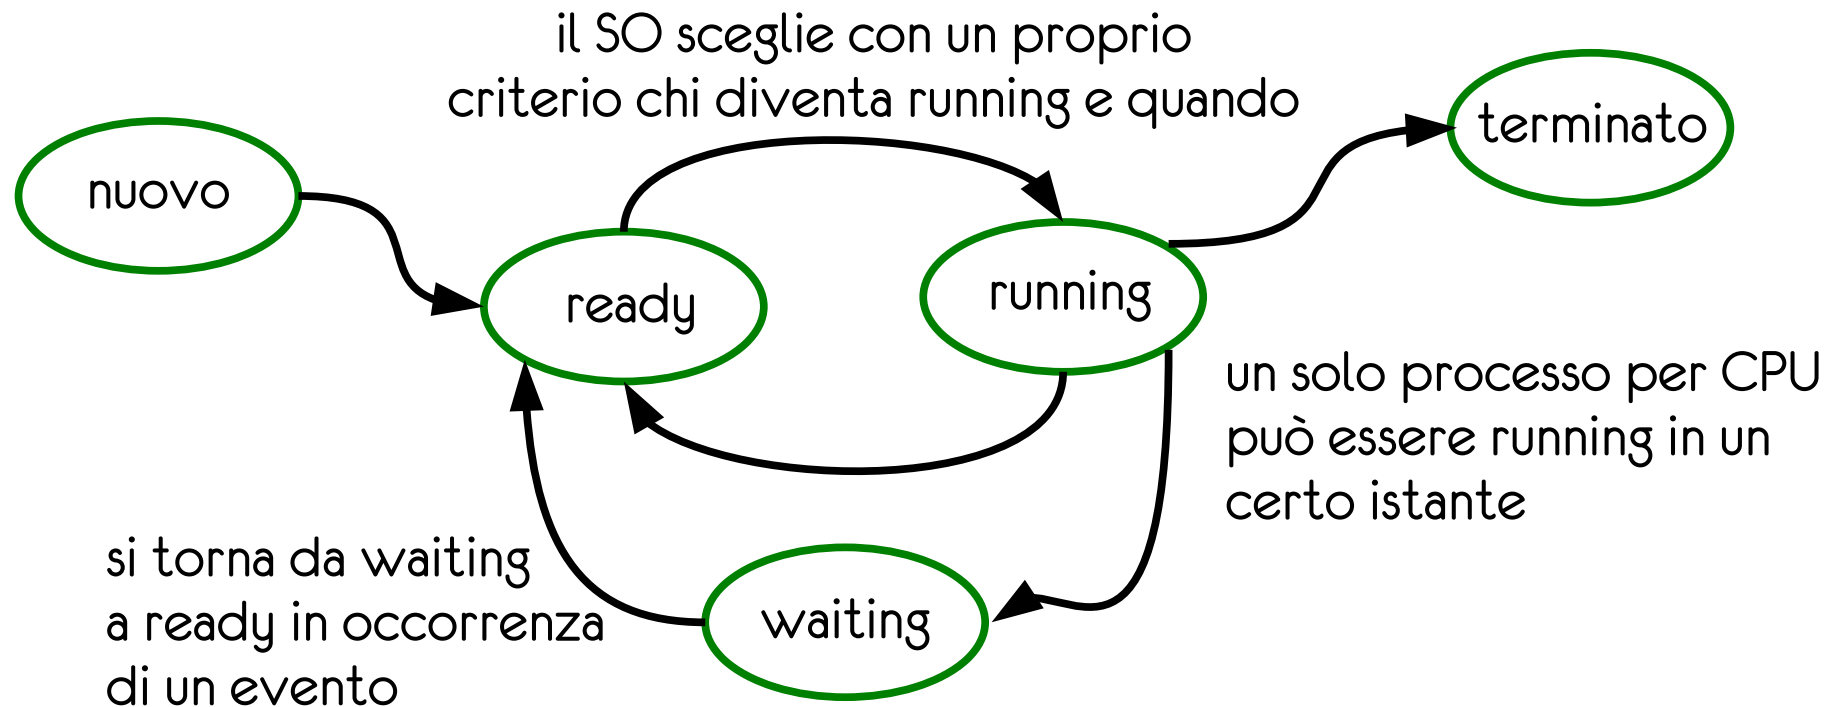 il SO sceglie con un proprio
criterio chi diventa running e quando
terminato
nuovo
ready
running
un solo processo per CPU
può essere running in un
certo istante
si torna da waiting
a ready in occorrenza
di un evento
waiting